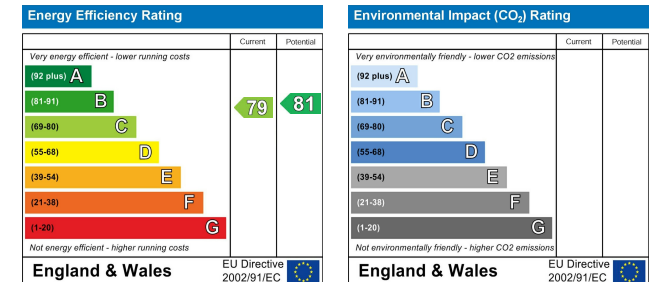 Energy Efficiency Rating
Current Potential
Very energy efficient - lower running costs
(92 plus) A
(81-91) B
(69-80) C
(55-68) D
(39-54) E
(21-38) F
(1-20) G
79
81
Not energy efficient - higher running costs
England & Wales
EU Directive
2002/91/EC
Environmental Impact (CO₂) Rating
Current Potential
Very environmentally friendly - lower CO2 emissions
(92 plus) A
(81-91) B
(69-80) C
(55-68) D
(39-54) E
(21-38) F
(1-20) G
Not environmentally friendly - higher CO2 emissions
England & Wales
EU Directive
2002/91/EC